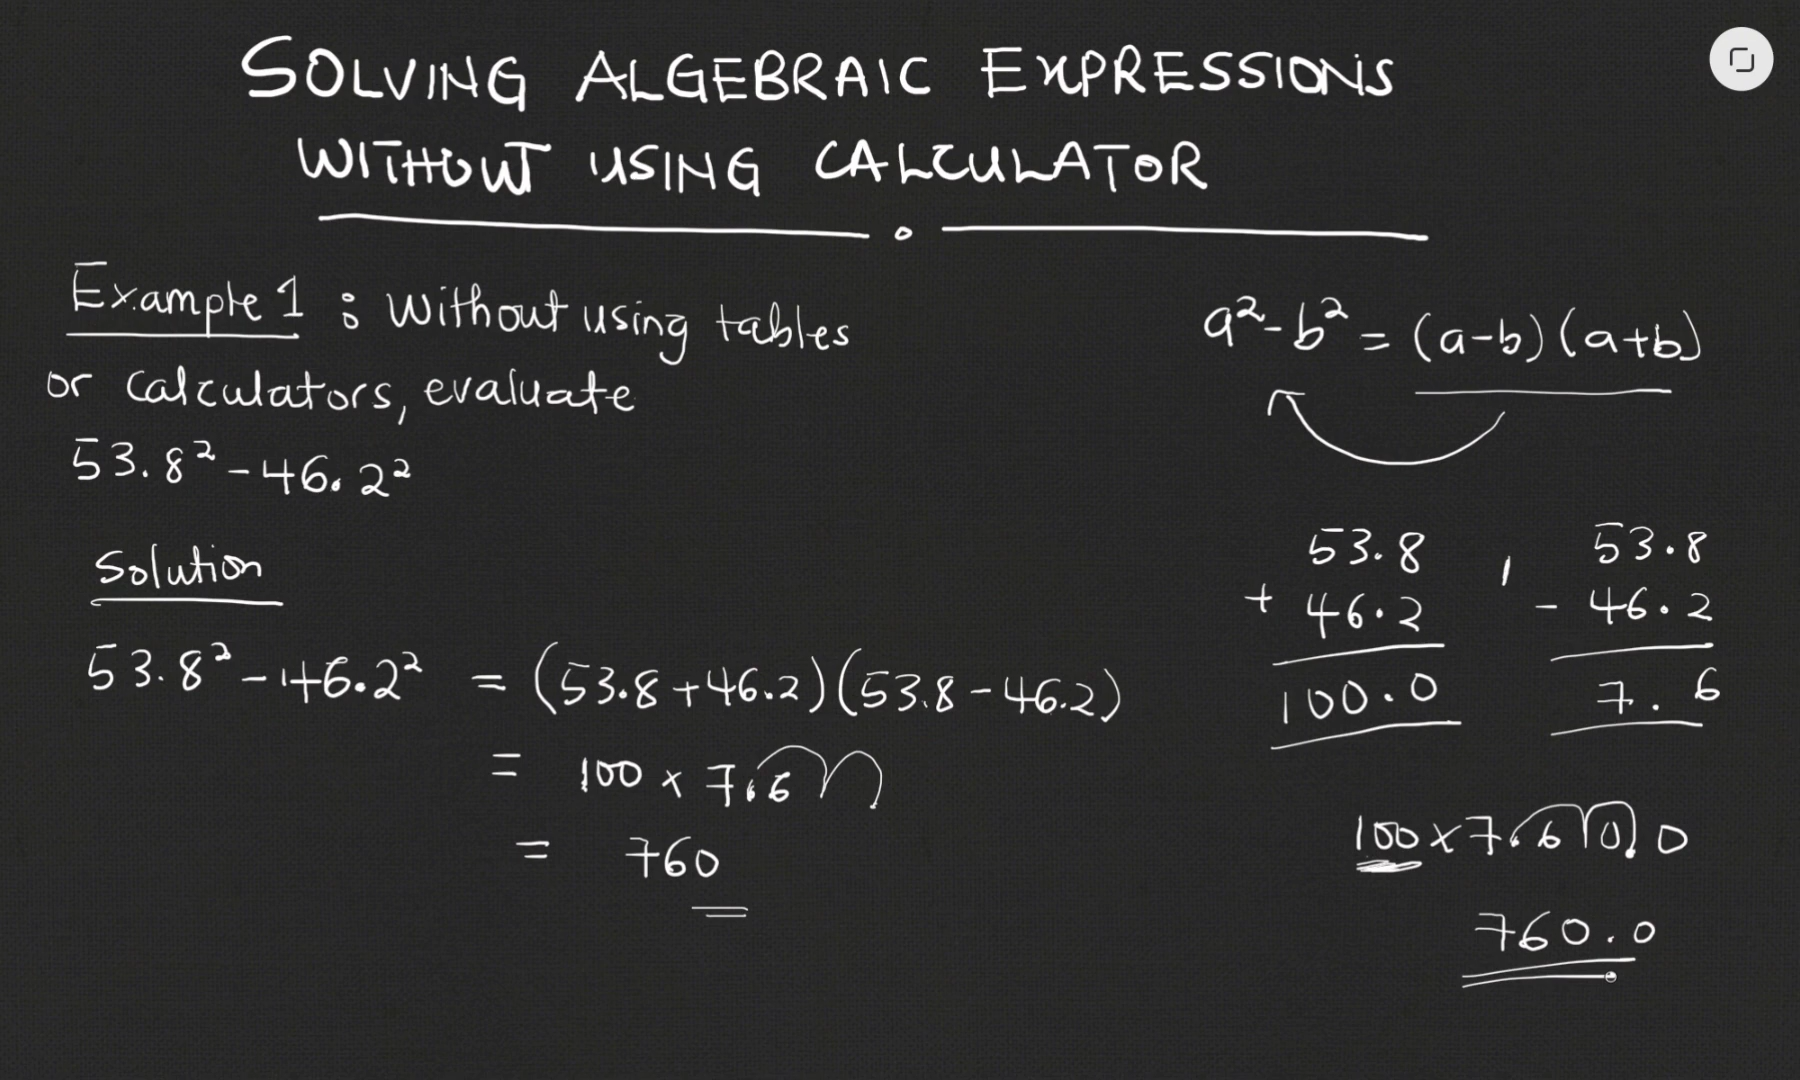 SOLVING ALGEBRAIC EXPRESSIONS
WITHOUT USING CALCULATOR
Example 1 : Without using tables
or calculators, evaluate
53.8² - 46.2²
a² - b² = (a-b)(a+b)
Solution
53.8² - 46.2² = (53.8 + 46.2)(53.8 - 46.2)
= 100 × 7.6
= 760
53.8 , 53.8
+ 46.2 - 46.2
100.0 7.6
100 × 7.60.0
760.0